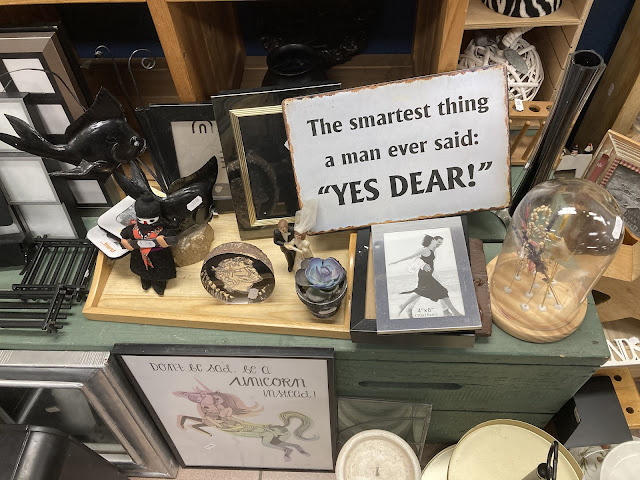 The smartest thing
a man ever said:
“YES DEAR!”
4"x6"
DON'T BE SAD, BE A
UNICORN
INSTEAD!